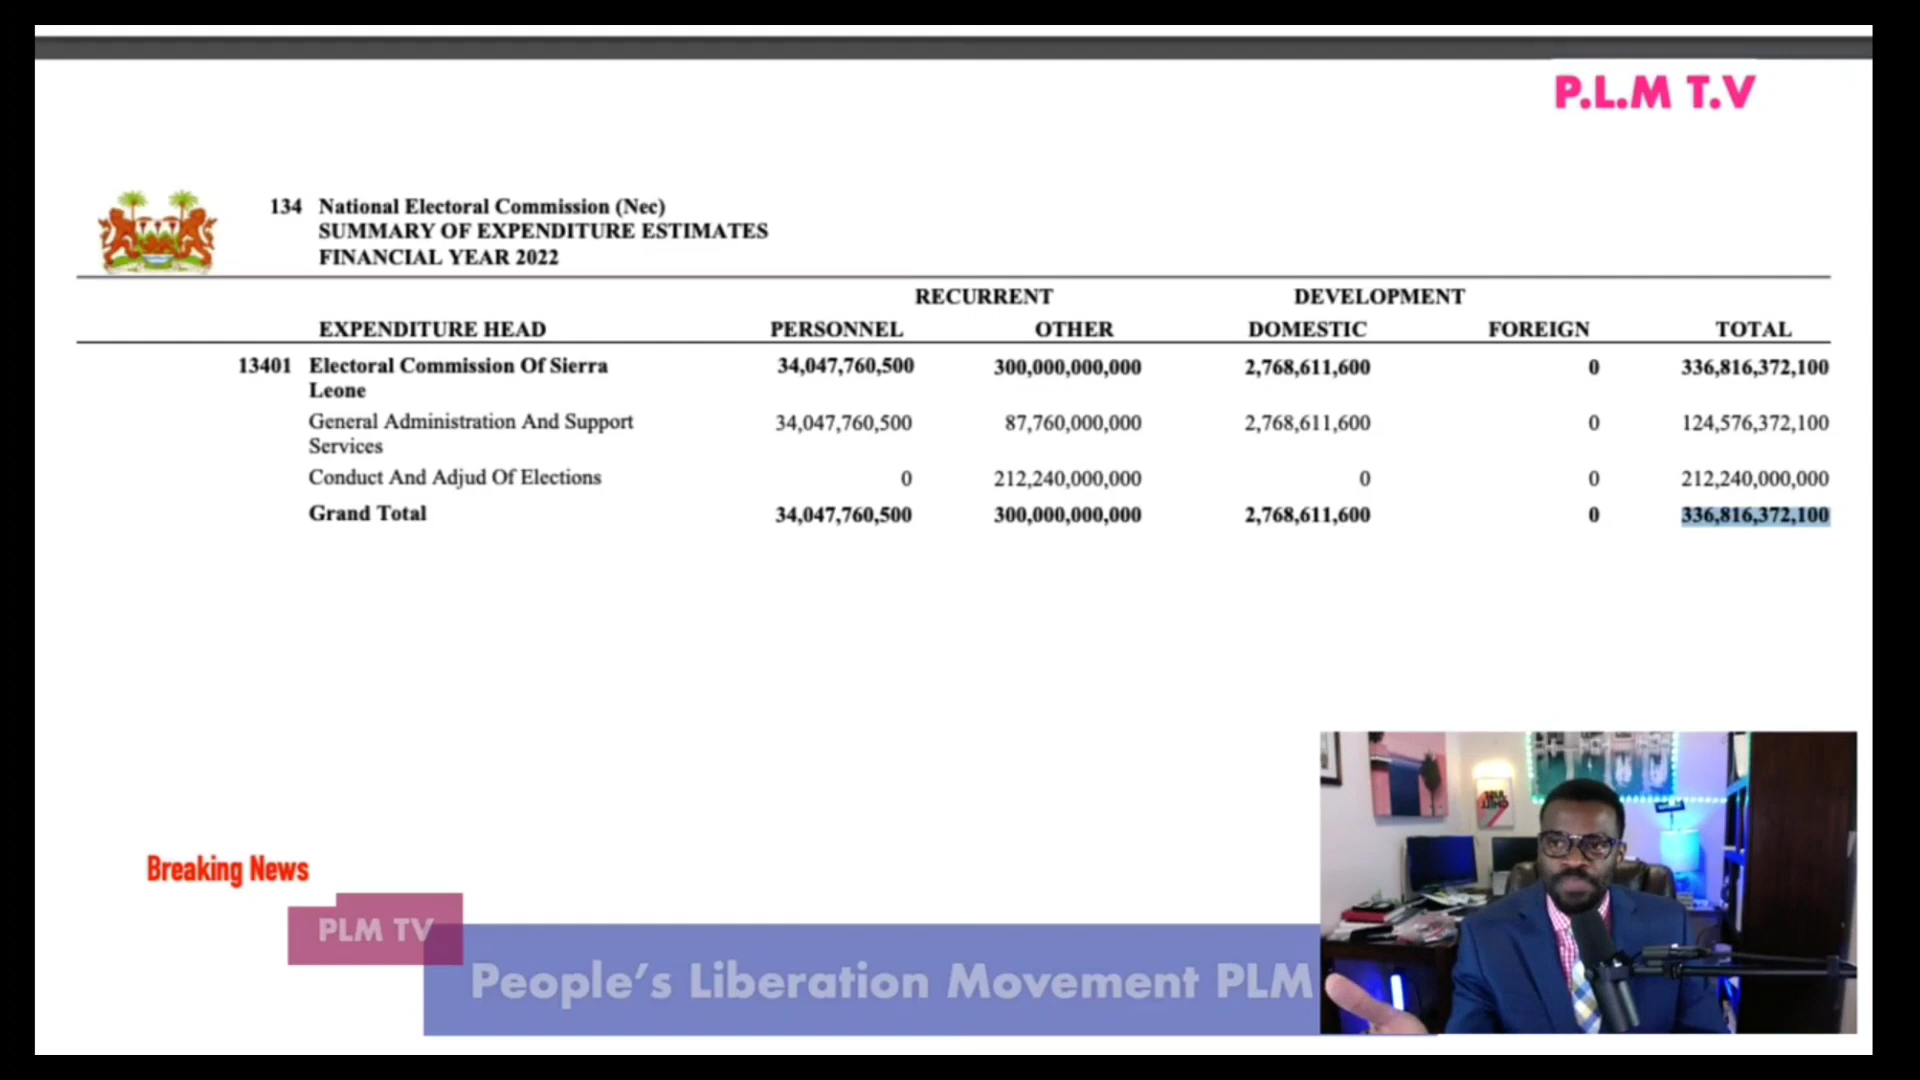 P.L.M T.V
134 National Electoral Commission (Nec)
SUMMARY OF EXPENDITURE ESTIMATES
FINANCIAL YEAR 2022
RECURRENT DEVELOPMENT
EXPENDITURE HEAD PERSONNEL OTHER DOMESTIC FOREIGN TOTAL
13401 Electoral Commission Of Sierra 34,047,760,500 300,000,000,000 2,768,611,600 0 336,816,372,100
Leone
General Administration And Support 34,047,760,500 87,760,000,000 2,768,611,600 0 124,576,372,100
Services
Conduct And Adjud Of Elections 0 212,240,000,000 0 0 212,240,000,000
Grand Total 34,047,760,500 300,000,000,000 2,768,611,600 0 336,816,372,100
Breaking News
PLM TV
People's Liberation Movement PLM